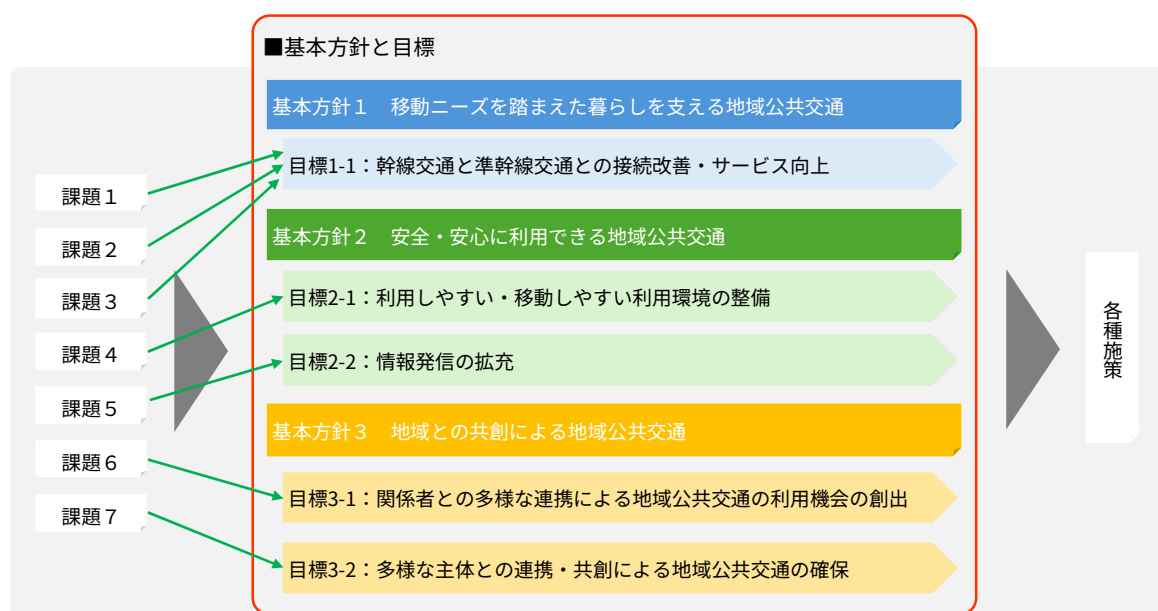 ■基本方針と目標
基本方針１　移動ニーズを踏まえた暮らしを支える地域公共交通
目標1-1：幹線交通と準幹線交通との接続改善・サービス向上
基本方針２　安全・安心に利用できる地域公共交通
目標2-1：利用しやすい・移動しやすい利用環境の整備
目標2-2：情報発信の拡充
基本方針３　地域との共創による地域公共交通
目標3-1：関係者との多様な連携による地域公共交通の利用機会の創出
目標3-2：多様な主体との連携・共創による地域公共交通の確保
課題１
課題２
課題３
課題４
課題５
課題６
課題７
各種施策